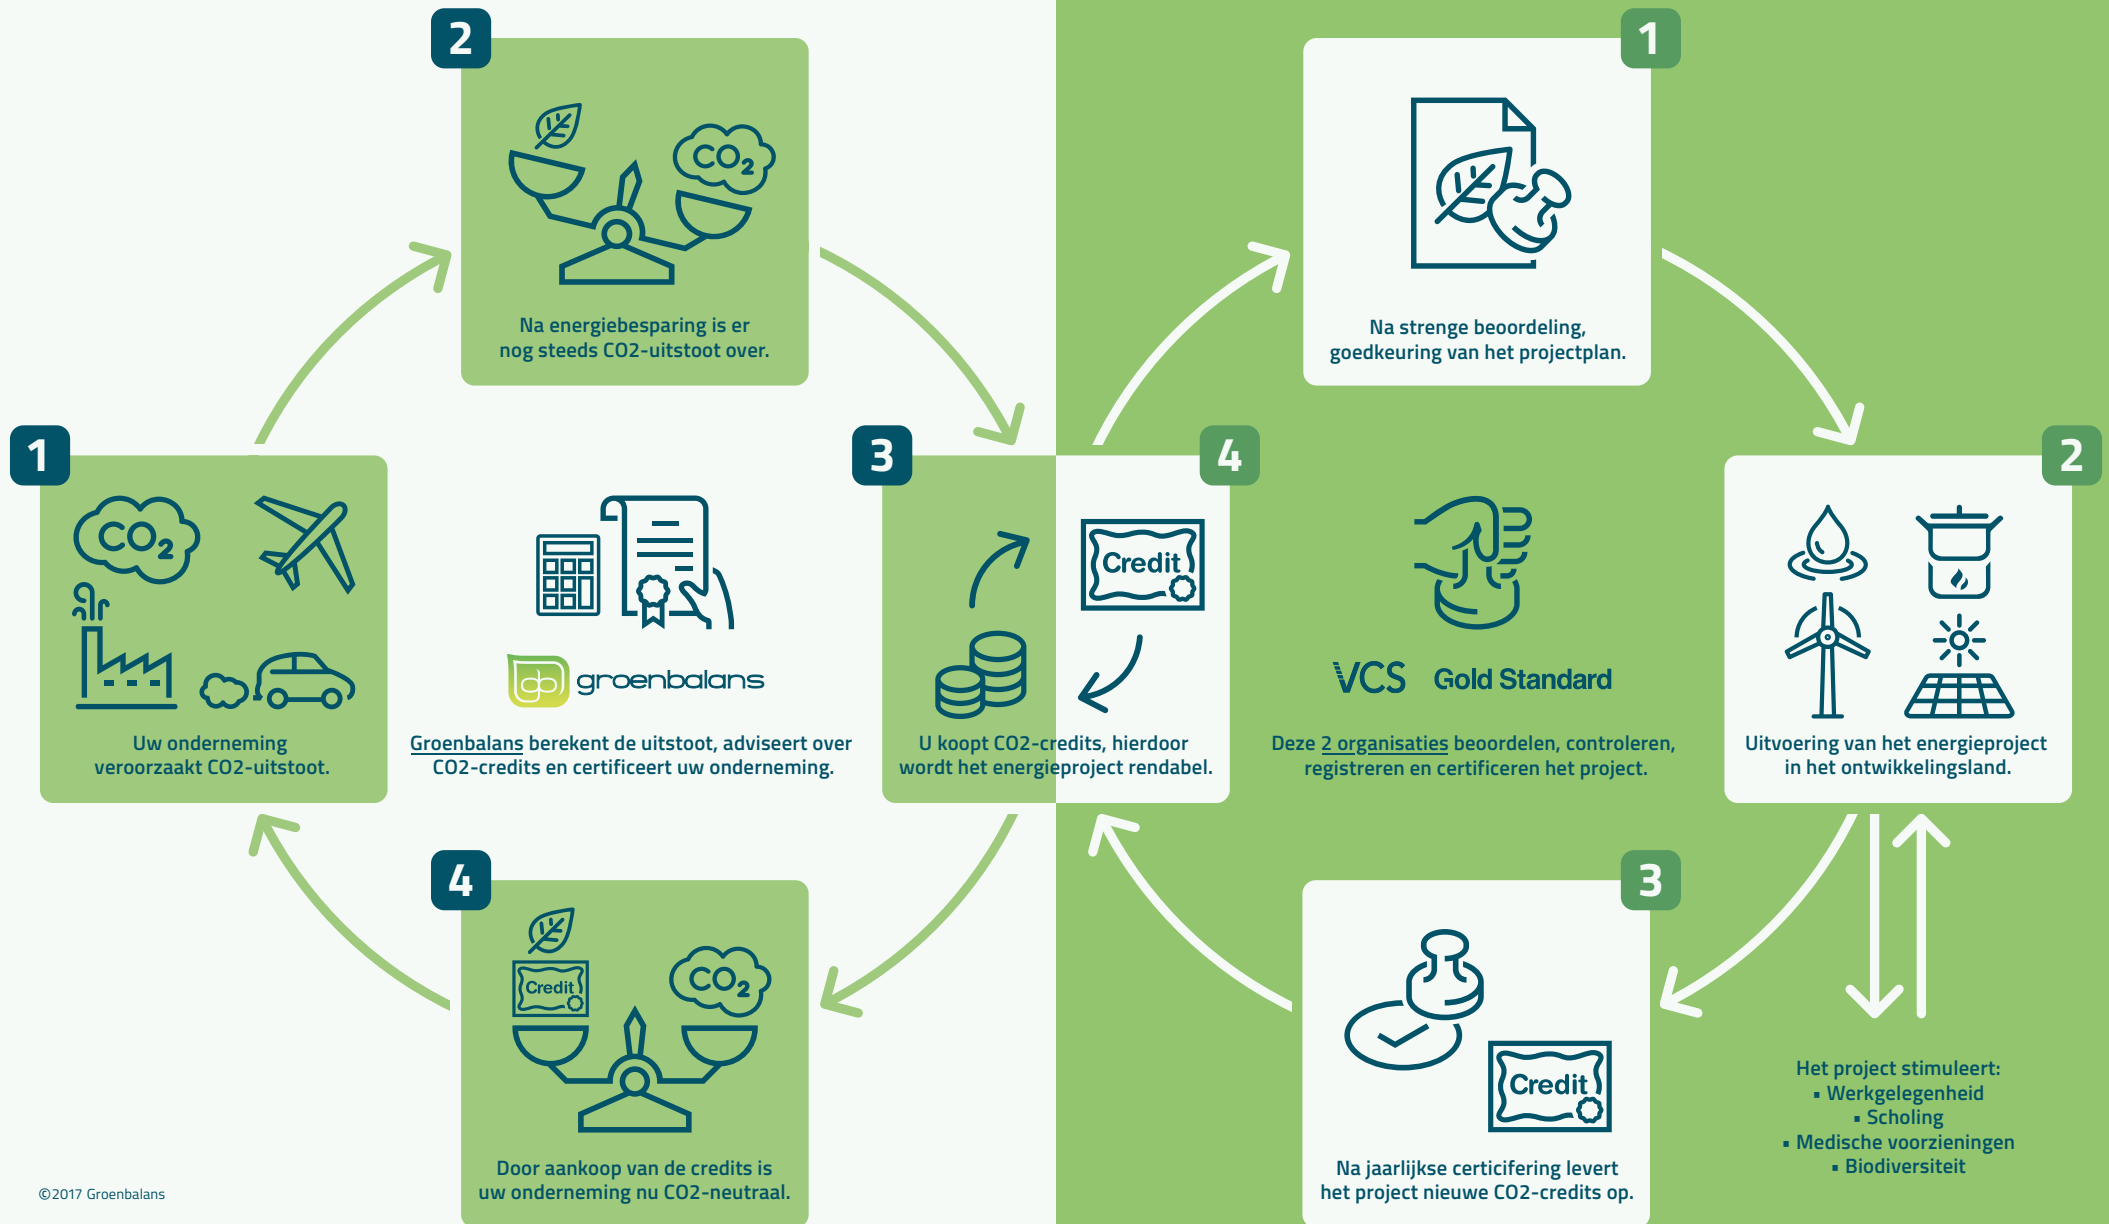 2
CO2
Na energiebesparing is er
nog steeds CO2-uitstoot over.
1
CO2
Uw onderneming
veroorzaakt CO2-uitstoot.
gb groenbalans
Groenbalans berekent de uitstoot, adviseert over
CO2-credits en certificeert uw onderneming.
3
4
Credit
U koopt CO2-credits, hierdoor
wordt het energieproject rendabel.
4
Credit
CO2
Door aankoop van de credits is
uw onderneming nu CO2-neutraal.
©2017 Groenbalans
1
Na strenge beoordeling,
goedkeuring van het projectplan.
VCS Gold Standard
Deze 2 organisaties beoordelen, controleren,
registreren en certificeren het project.
2
Uitvoering van het energieproject
in het ontwikkelingsland.
3
Credit
Na jaarlijkse certicifering levert
het project nieuwe CO2-credits op.
Het project stimuleert:
▪ Werkgelegenheid
▪ Scholing
▪ Medische voorzieningen
▪ Biodiversiteit